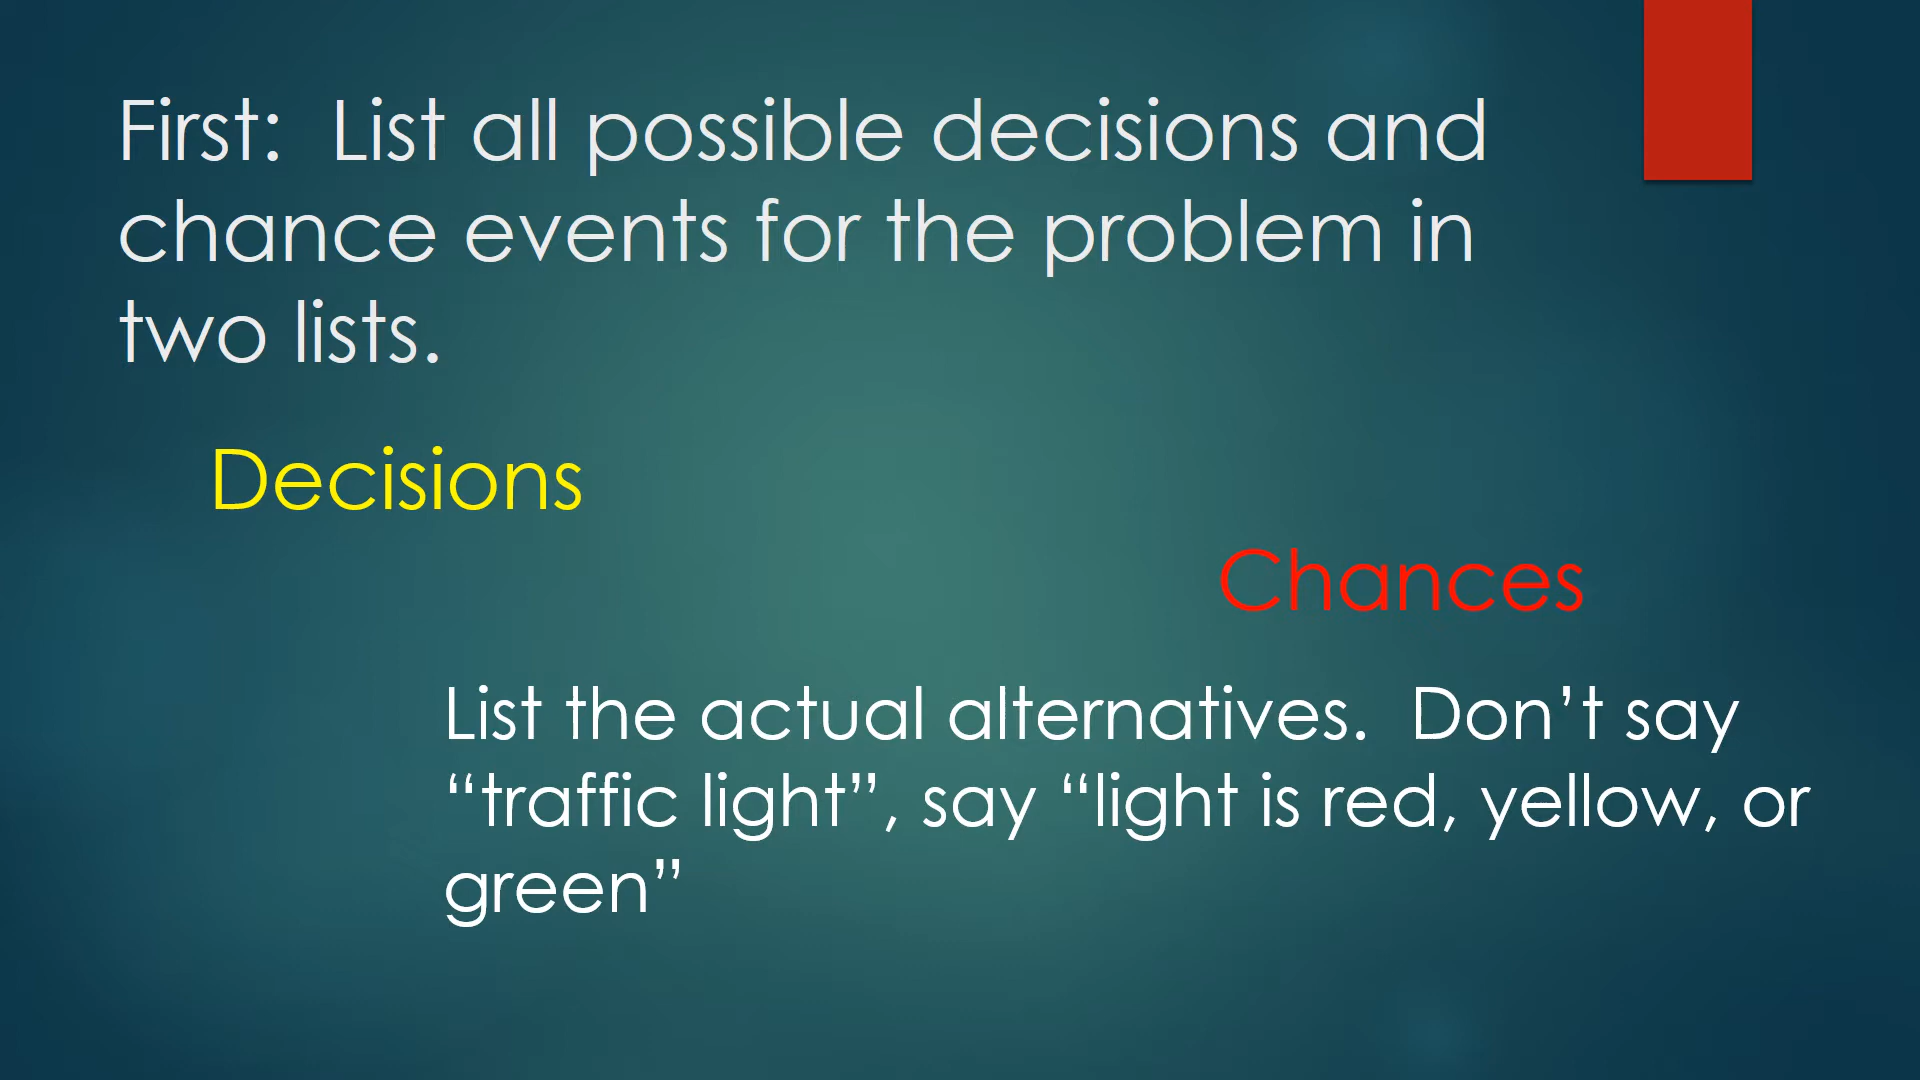 First:  List all possible decisions and
chance events for the problem in
two lists.
Decisions
Chances
List the actual alternatives.  Don’t say
“traffic light”, say “light is red, yellow, or
green”